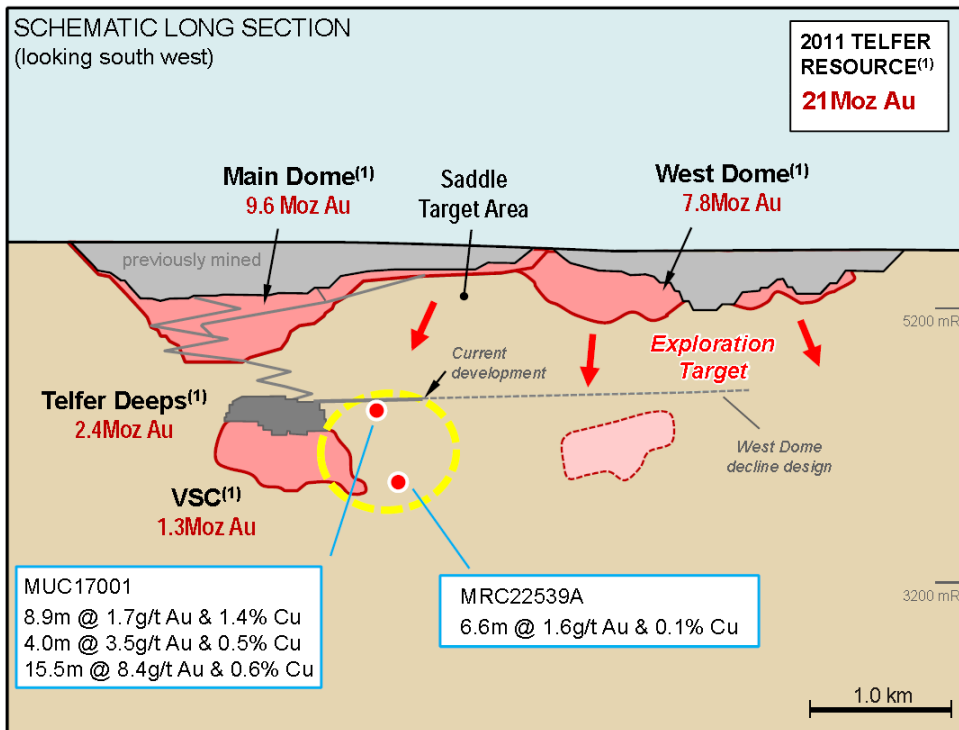 SCHEMATIC LONG SECTION
(looking south west)
2011 TELFER
RESOURCE(1)
21Moz Au
Main Dome(1)
9.6 Moz Au
Saddle
Target Area
West Dome(1)
7.8Moz Au
previously mined
5200 mR
Exploration
Target
Current
development
Telfer Deeps(1)
2.4Moz Au
West Dome
decline design
VSC(1)
1.3Moz Au
MUC17001
8.9m @ 1.7g/t Au & 1.4% Cu
4.0m @ 3.5g/t Au & 0.5% Cu
15.5m @ 8.4g/t Au & 0.6% Cu
MRC22539A
6.6m @ 1.6g/t Au & 0.1% Cu
3200 mR
1.0 km